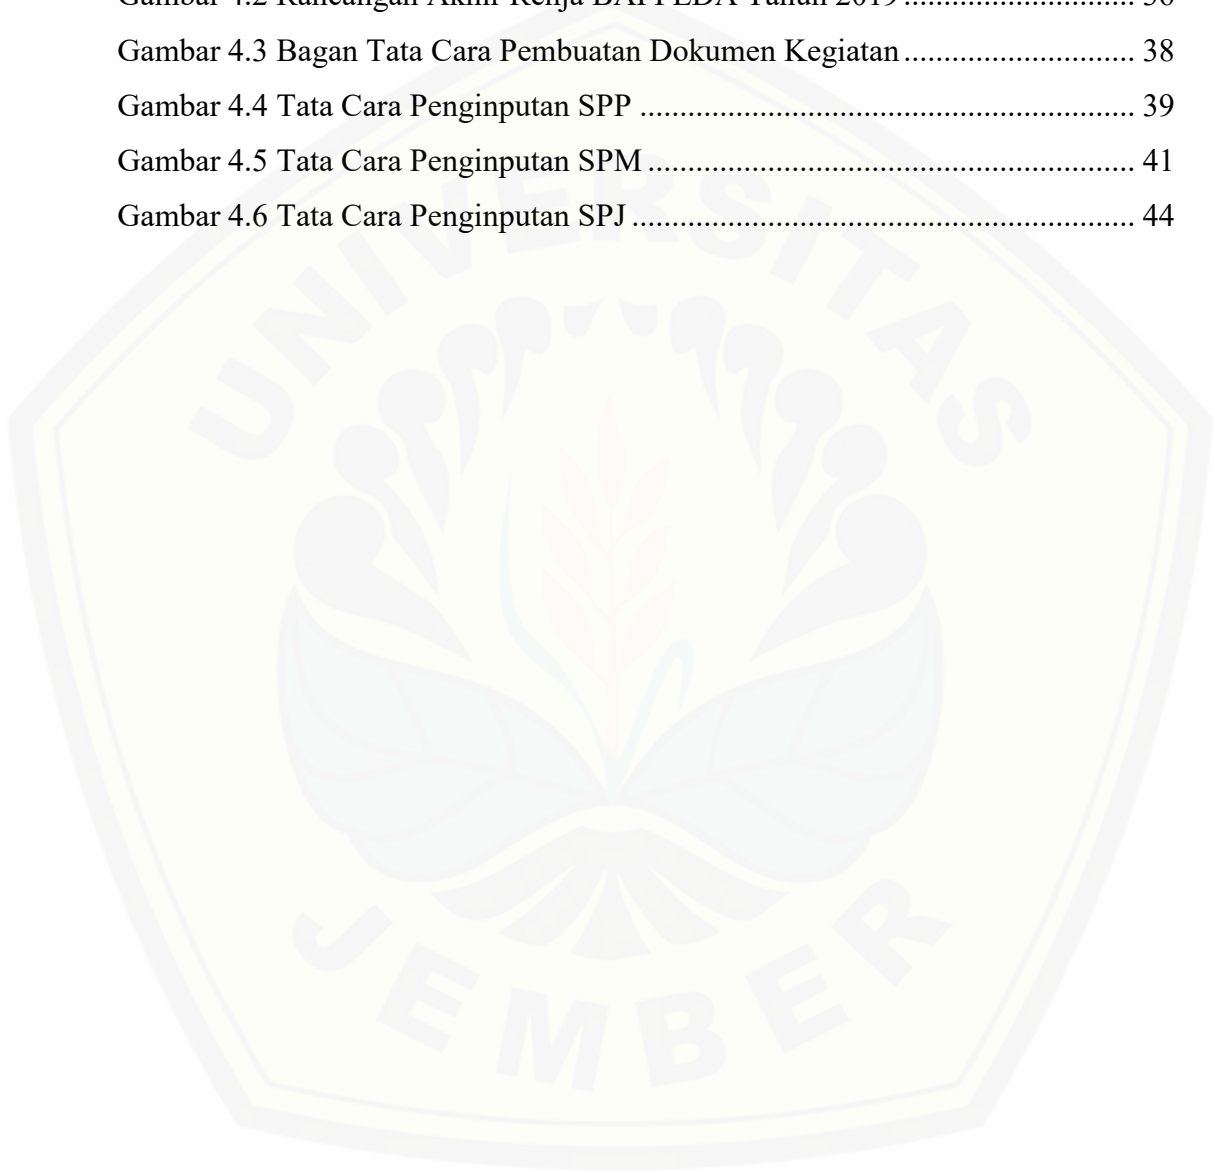 Gambar 4.2 Rancangan Akhir Renja BAPPEDA Tahun 2019 ............................ 36
Gambar 4.3 Bagan Tata Cara Pembuatan Dokumen Kegiatan ............................ 38
Gambar 4.4 Tata Cara Penginputan SPP ............................................................ 39
Gambar 4.5 Tata Cara Penginputan SPM ........................................................... 41
Gambar 4.6 Tata Cara Penginputan SPJ ............................................................. 44
UNIVERSITAS
JEMBER